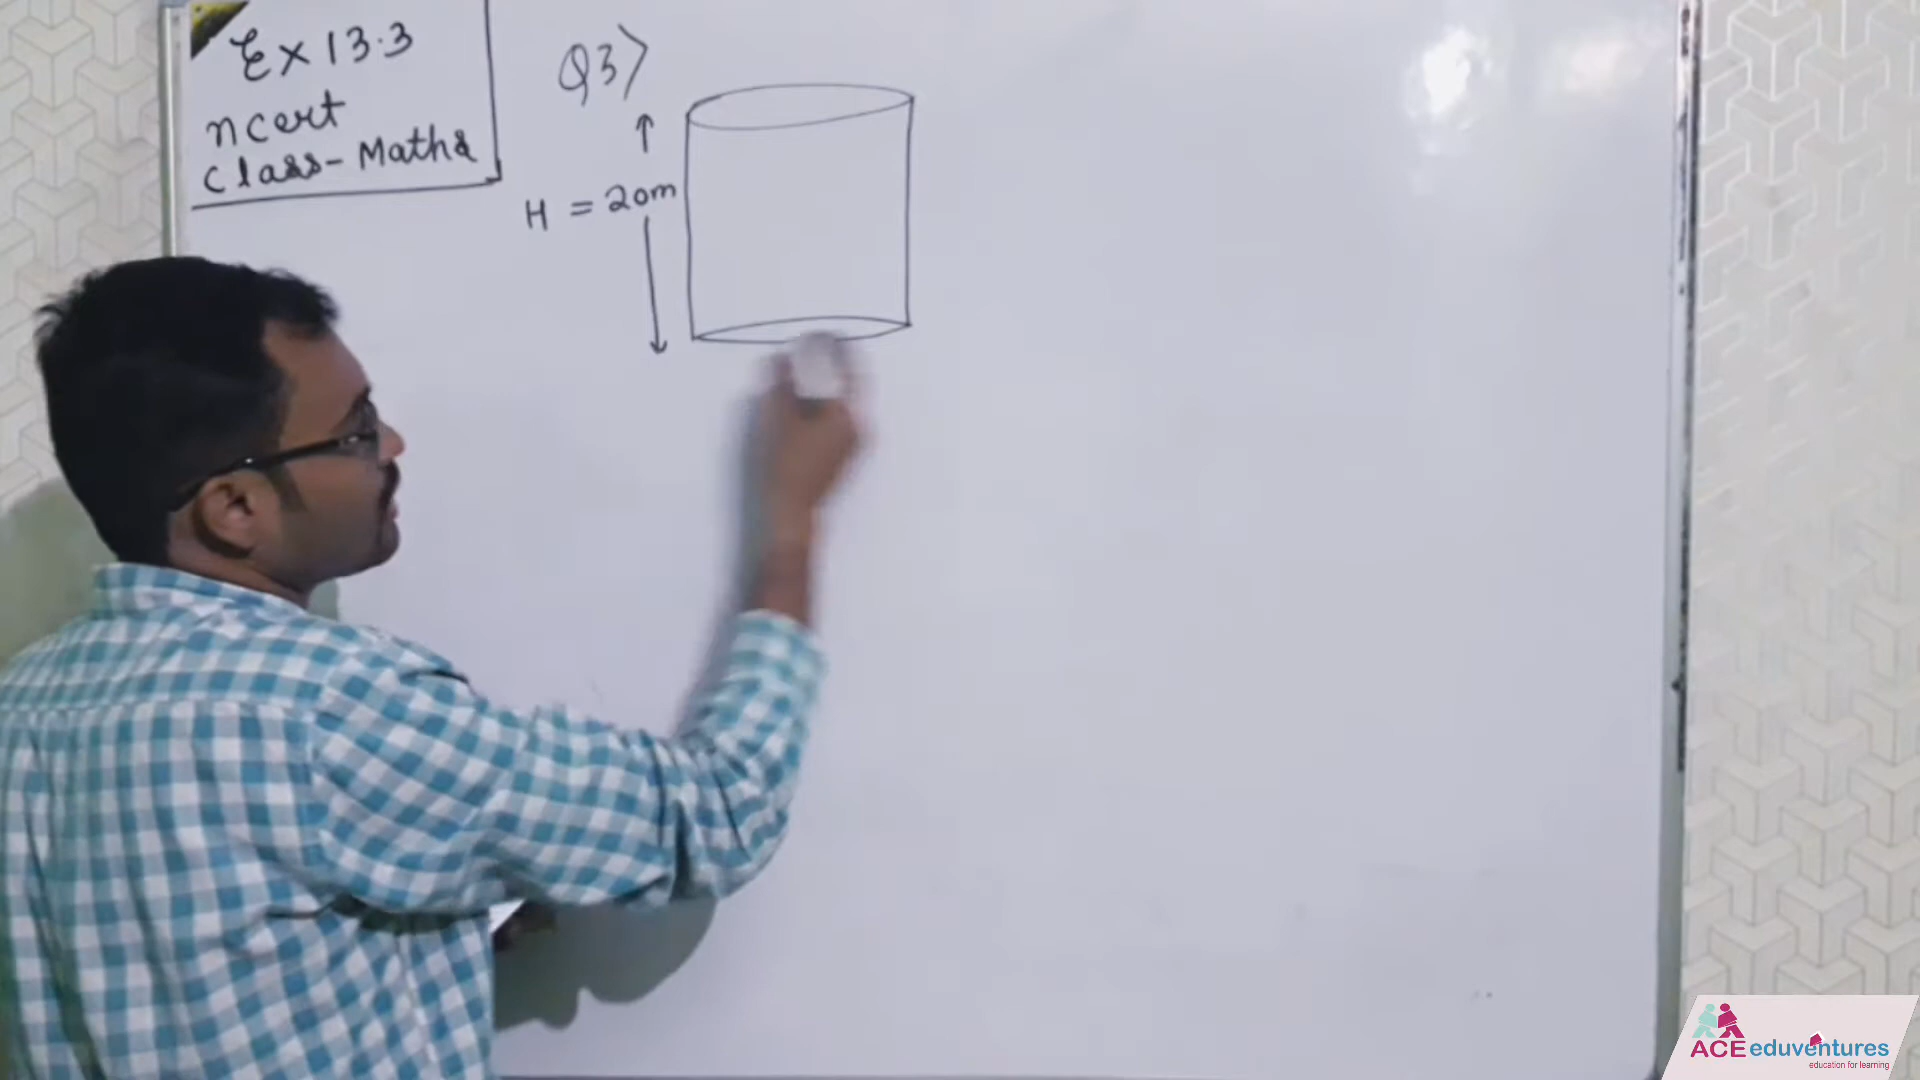 Ex 13.3
ncert
Class-Maths
Q3>
H = 20m
ACE eduventures
education for learning